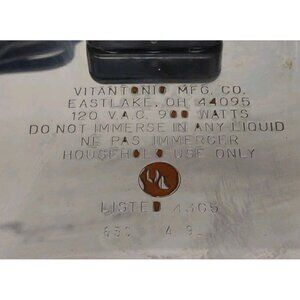 VITANTONIO MFG. CO.
EASTLAKE, OH 44095
120 V.A.C. 900 WATTS
DO NOT IMMERSE IN ANY LIQUID
NE PAS IMMERGER
HOUSEHOLD USE ONLY
LISTED 4365